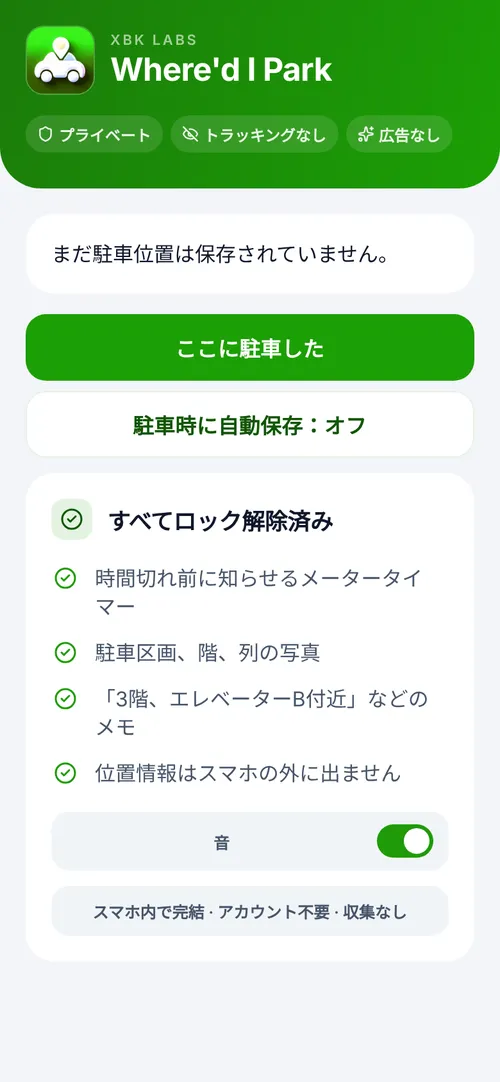 XBK LABS
Where'd I Park
プライベート
トラッキングなし
広告なし
まだ駐車位置は保存されていません。
ここに駐車した
駐車時に自動保存：オフ
すべてロック解除済み
時間切れ前に知らせるメータータイ
マー
駐車区画、階、列の写真
「3階、エレベーターB付近」などの
メモ
位置情報はスマホの外に出ません
音
スマホ内で完結 · アカウント不要 · 収集なし